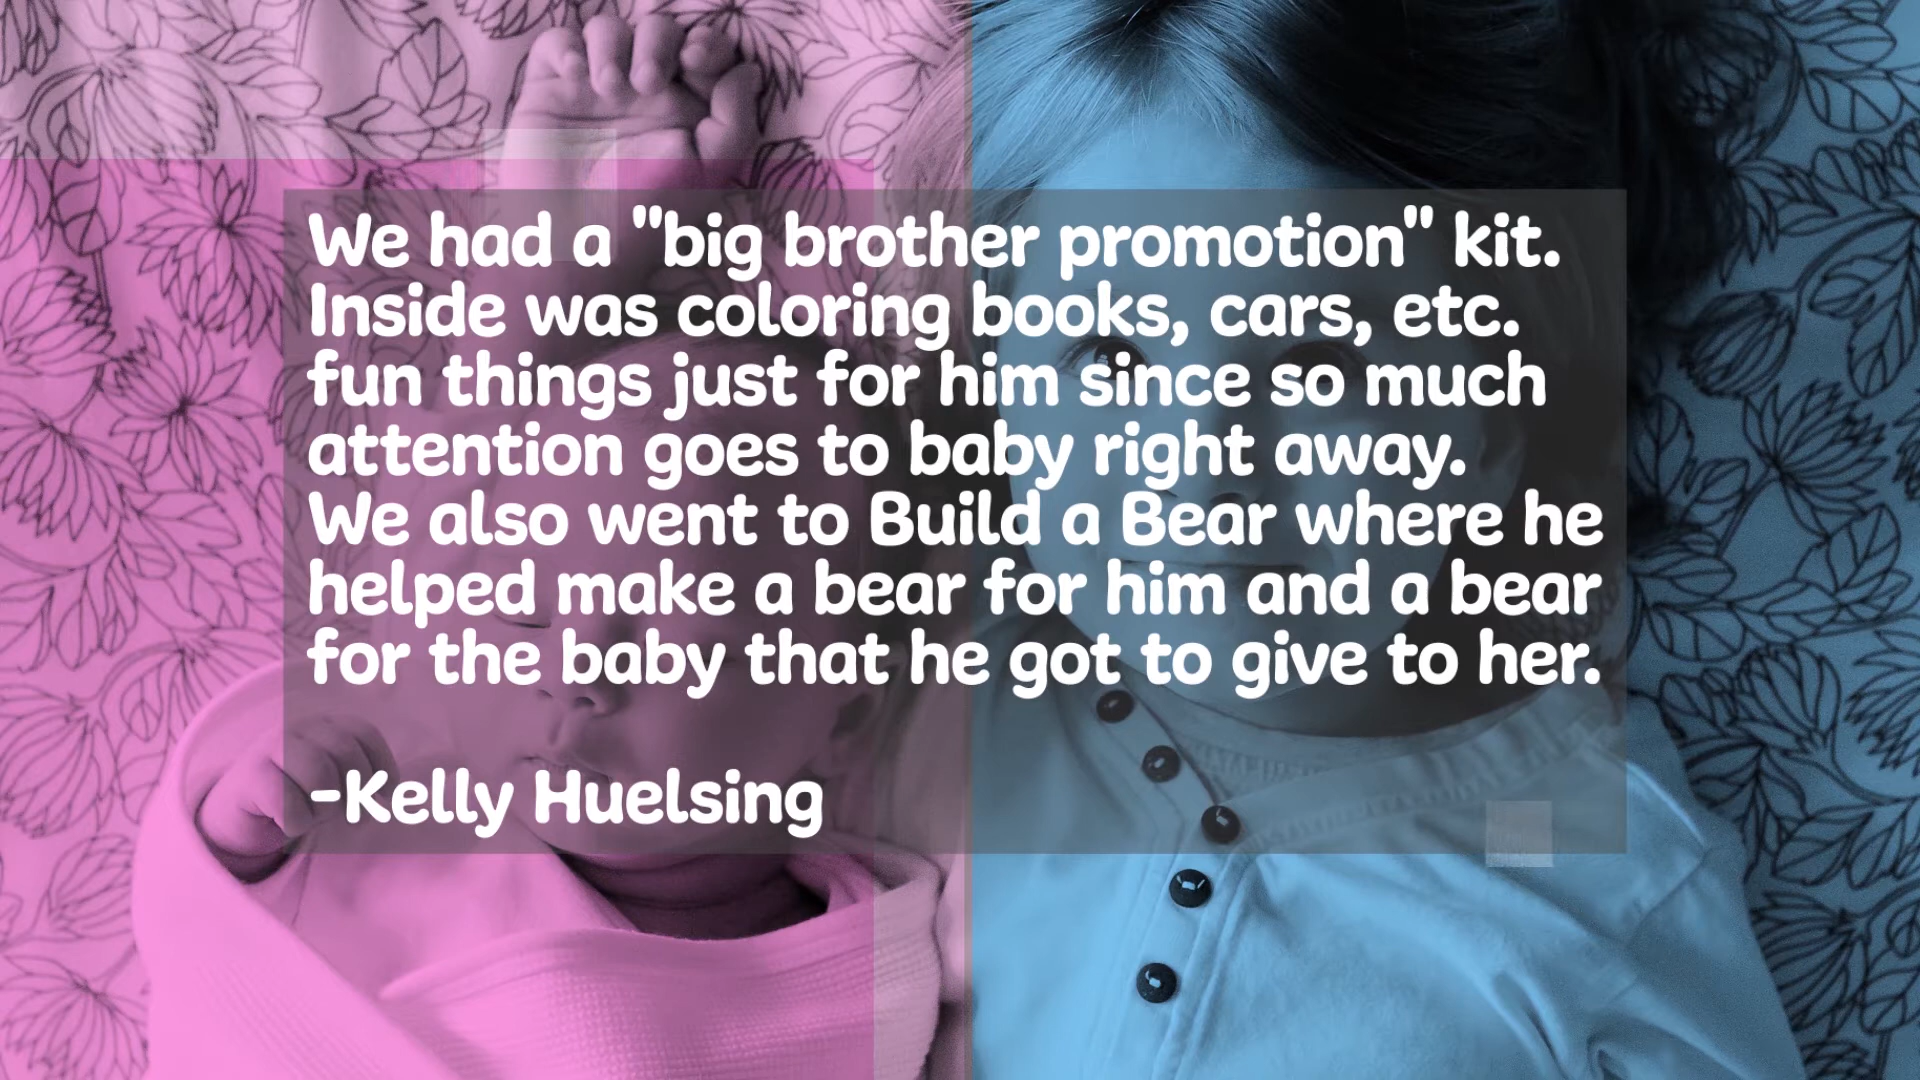 We had a "big brother promotion" kit.
Inside was coloring books, cars, etc.
fun things just for him since so much
attention goes to baby right away.
We also went to Build a Bear where he
helped make a bear for him and a bear
for the baby that he got to give to her.
-Kelly Huelsing